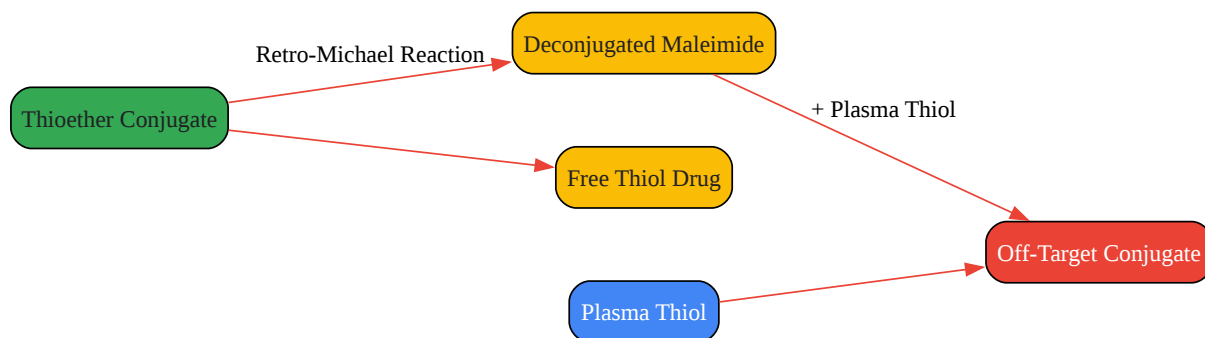 Retro-Michael Reaction
Deconjugated Maleimide
Thioether Conjugate
+ Plasma Thiol
Free Thiol Drug
Off-Target Conjugate
Plasma Thiol